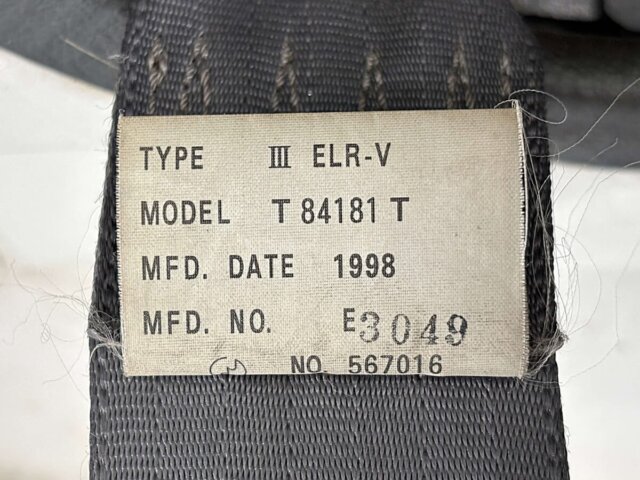 TYPE III ELR-V
MODEL T 84181 T
MFD. DATE 1998
MFD. NO. E3049
NO. 567016